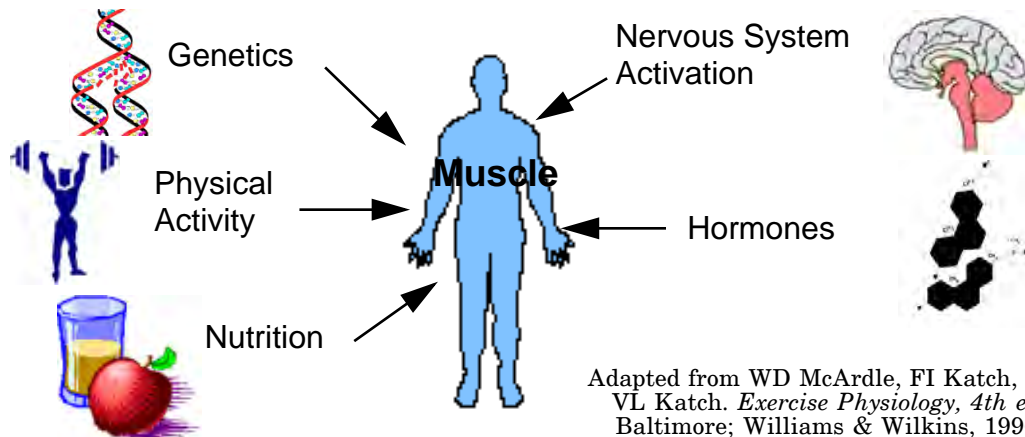 Genetics
Nervous System
Activation
Muscle
Physical
Activity
Hormones
Nutrition
Adapted from WD McArdle, FI Katch,
VL Katch. Exercise Physiology, 4th e
Baltimore; Williams & Wilkins, 199